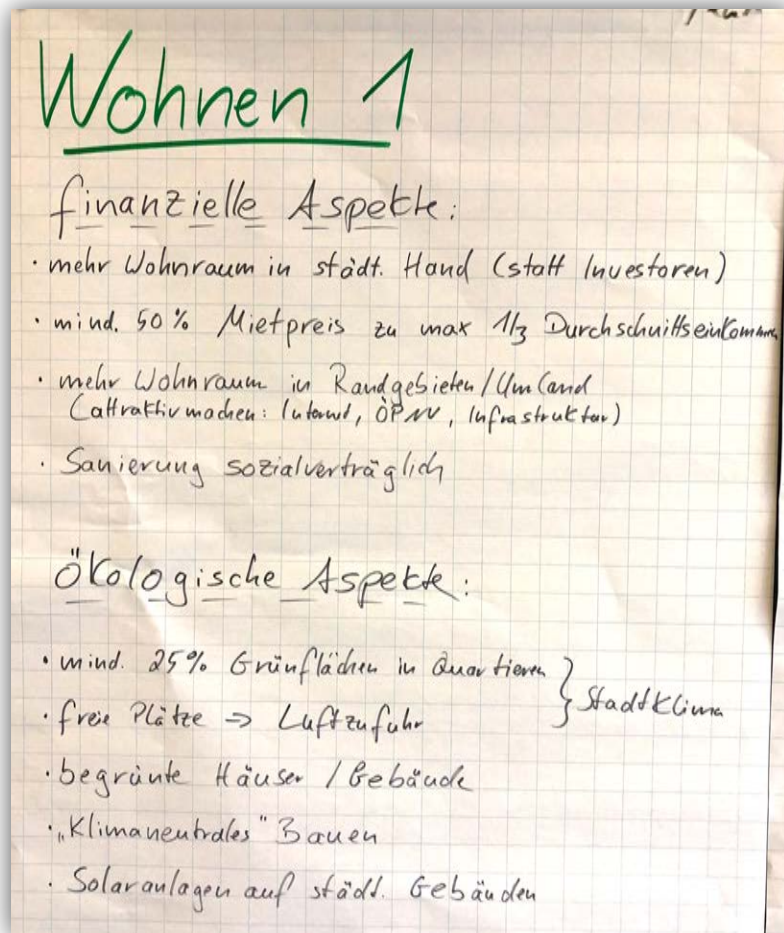 Wohnen 1
finanzielle Aspekte:
· mehr Wohnraum in städt. Hand (statt Investoren)
· mind. 50 % Mietpreis zu max 1/3 Durchschnittseinkommen
· mehr Wohnraum in Randgebieten/Umland
(attraktiv machen: Internet, ÖPNV, Infrastruktur)
· Sanierung sozialverträglich
Ökologische Aspekte:
· mind. 25% Grünflächen in Quartieren } Stadtklima
· freie Plätze ⇒ Luftzufuhr
· begrünte Häuser / Gebäude
· „Klimaneutrales" Bauen
· Solaranlagen auf städt. Gebäuden